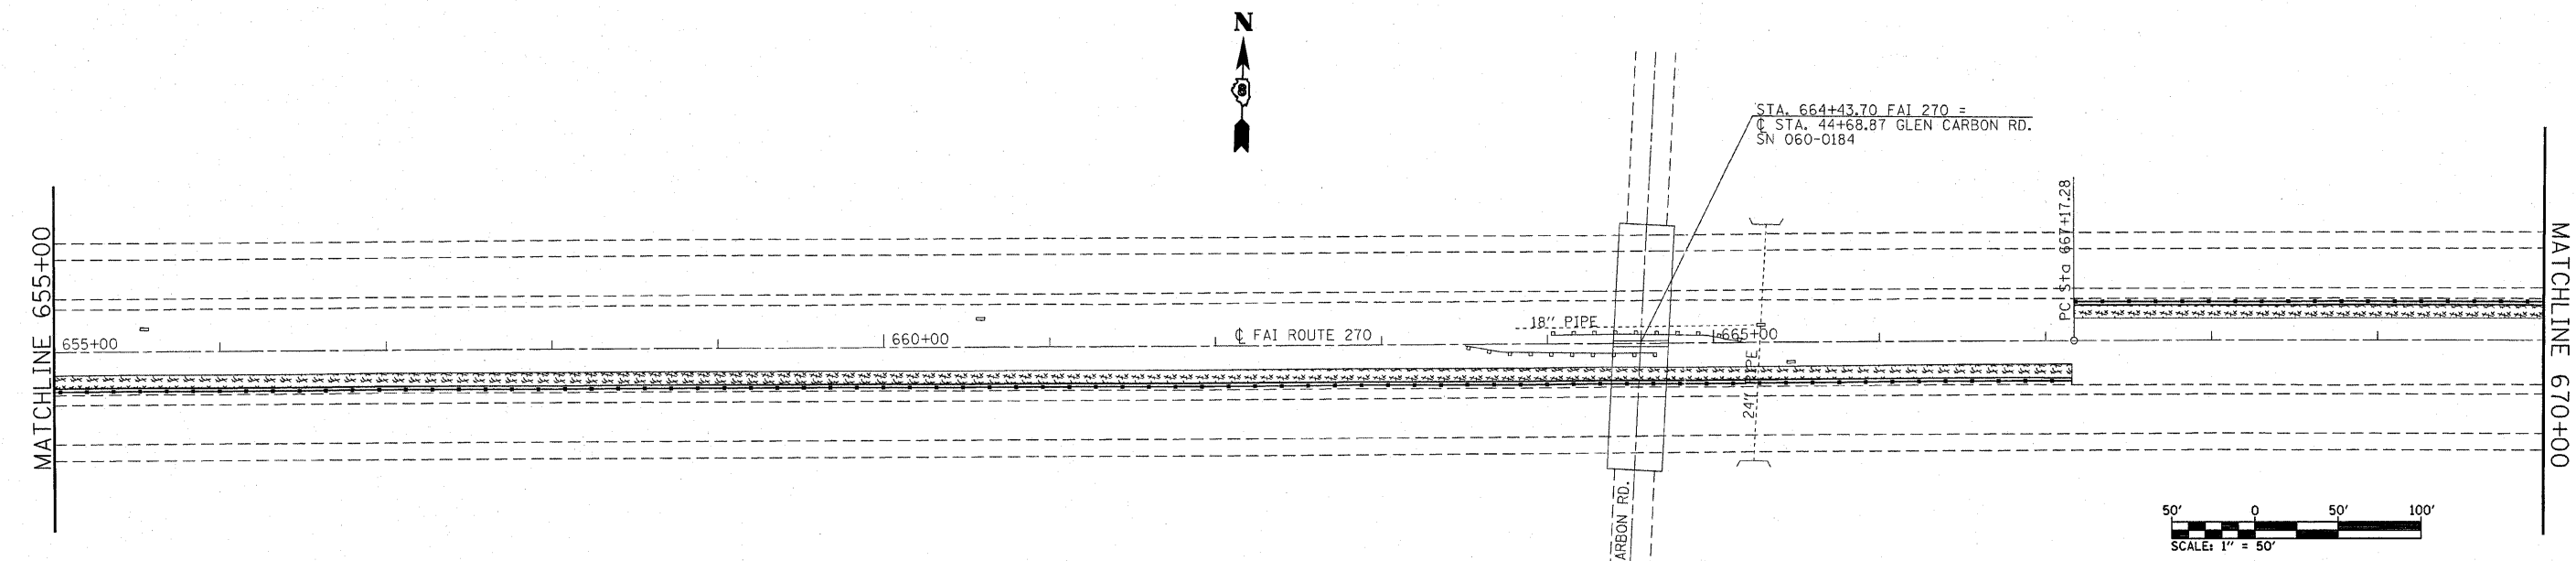 N
8
STA. 664+43.70 FAI 270 =
℄ STA. 44+68.87 GLEN CARBON RD.
SN 060-0184
MATCHLINE 655+00
655+00
660+00
℄ FAI ROUTE 270
18" PIPE
665+00
24" PIPE
PC Sta 667+17.28
MATCHLINE 670+00
ARBON RD.
50' 0 50' 100'
SCALE: 1" = 50'